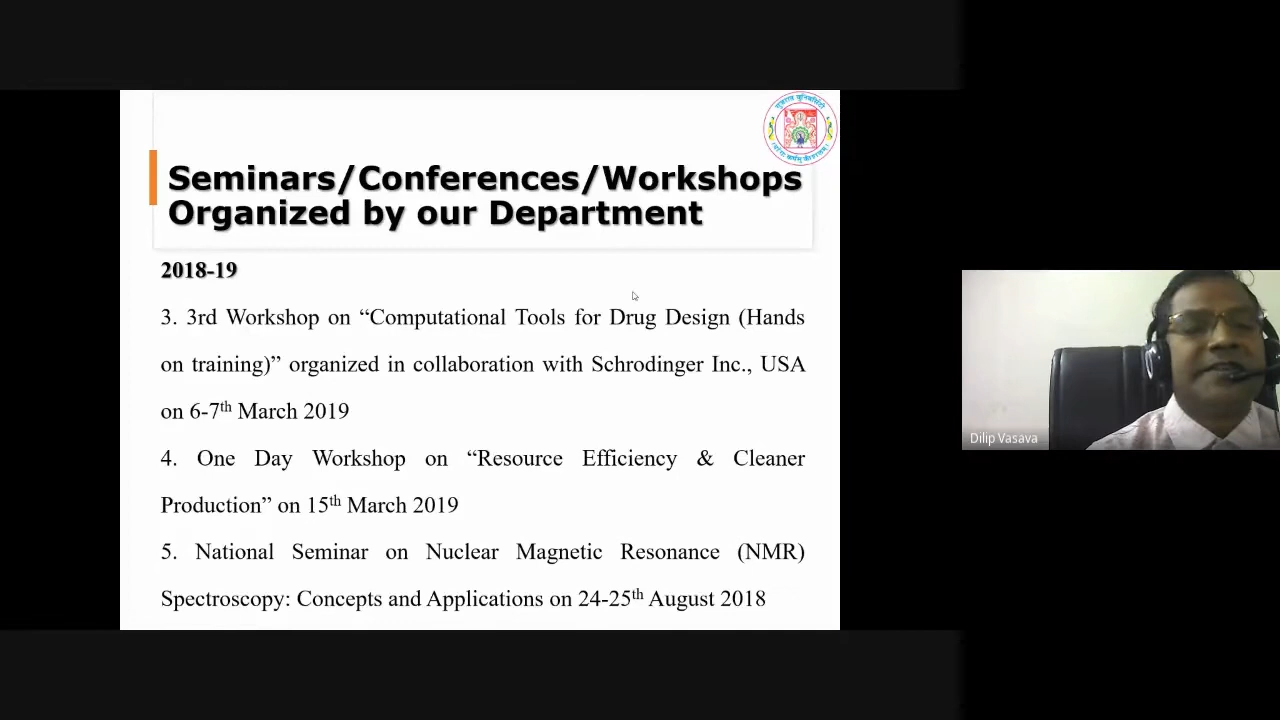 Seminars/Conferences/Workshops
Organized by our Department
2018-19
3. 3rd Workshop on “Computational Tools for Drug Design (Hands
on training)” organized in collaboration with Schrodinger Inc., USA
on 6-7th March 2019
4. One Day Workshop on “Resource Efficiency & Cleaner
Production” on 15th March 2019
5. National Seminar on Nuclear Magnetic Resonance (NMR)
Spectroscopy: Concepts and Applications on 24-25th August 2018
Dilip Vasava